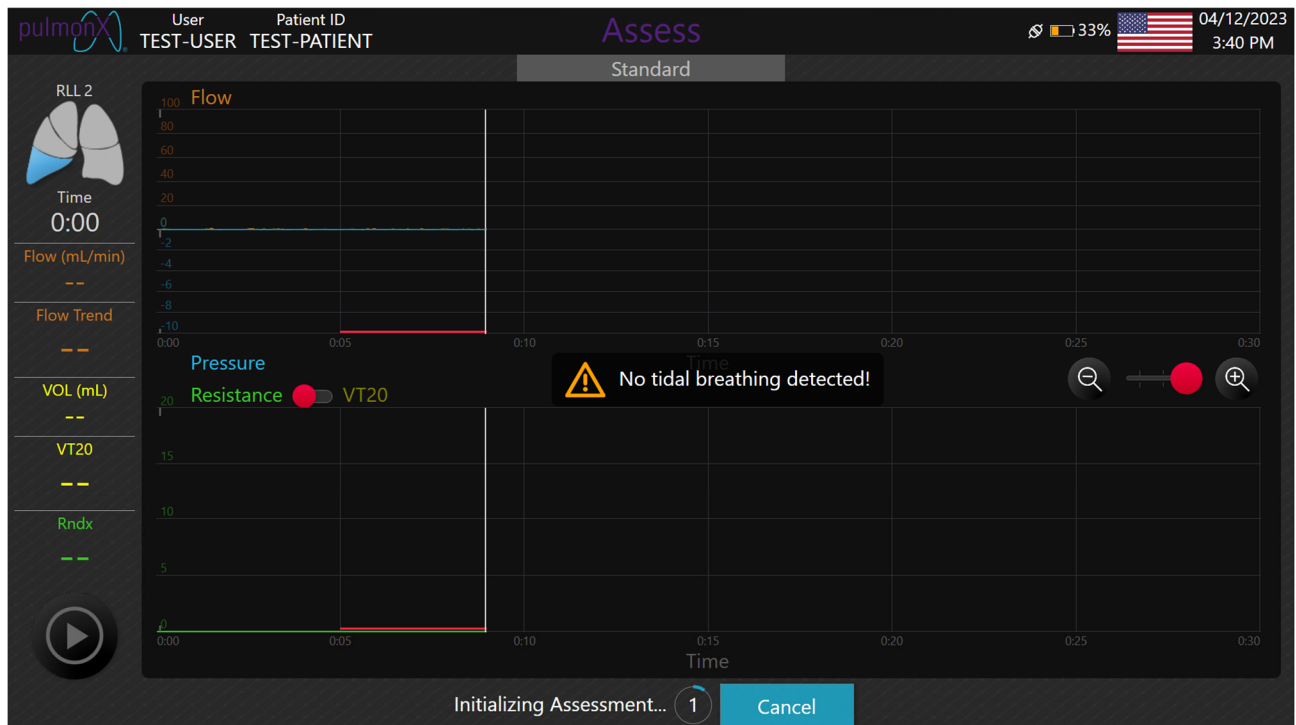 pulmonX
User
Patient ID
TEST-USER
TEST-PATIENT
Assess
33%
04/12/2023
3:40 PM
Standard
RLL 2
Time
0:00
Flow (mL/min)
--
Flow Trend
--
VOL (mL)
--
VT20
--
Rndx
--
Flow
100
80
60
40
20
0
-2
-4
-6
-8
-10
0:00
0:05
0:10
0:15
0:20
0:25
0:30
Time
Pressure
No tidal breathing detected!
Resistance
VT20
20
15
10
5
0
0:00
0:05
0:10
0:15
0:20
0:25
0:30
Time
Initializing Assessment...
1
Cancel